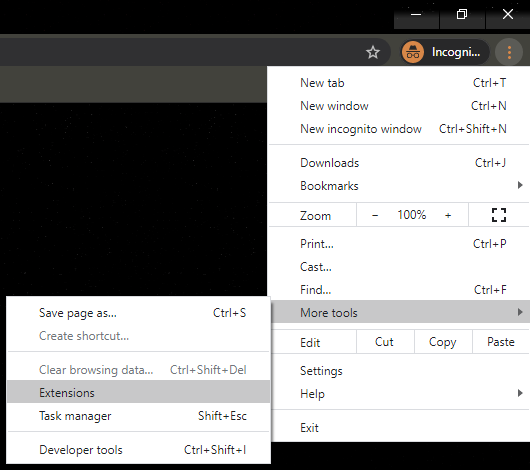 Incogni...
New tab Ctrl+T
New window Ctrl+N
New incognito window Ctrl+Shift+N
Downloads Ctrl+J
Bookmarks
Zoom − 100% +
Print... Ctrl+P
Cast...
Find... Ctrl+F
More tools
Edit Cut Copy Paste
Settings
Help
Exit
Save page as... Ctrl+S
Create shortcut...
Clear browsing data... Ctrl+Shift+Del
Extensions
Task manager Shift+Esc
Developer tools Ctrl+Shift+I